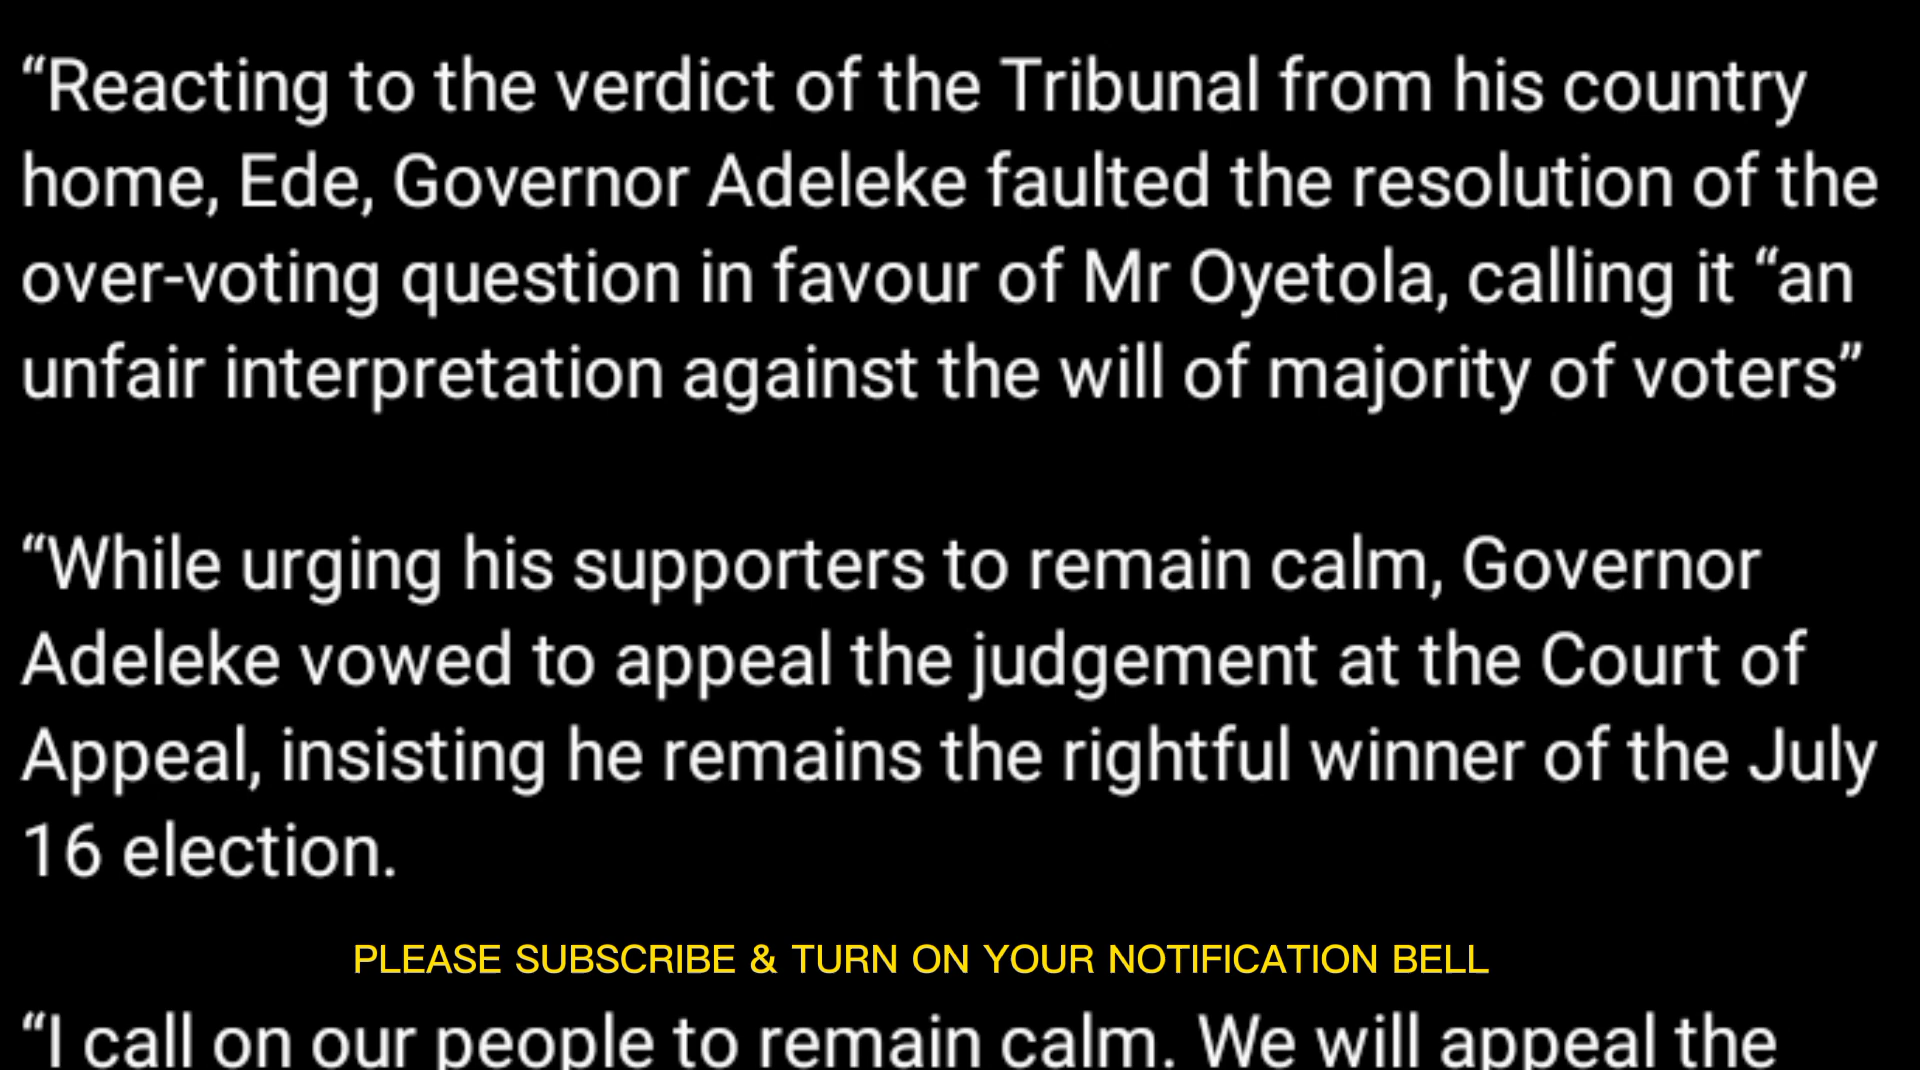 “Reacting to the verdict of the Tribunal from his country
home, Ede, Governor Adeleke faulted the resolution of the
over-voting question in favour of Mr Oyetola, calling it “an
unfair interpretation against the will of majority of voters”
“While urging his supporters to remain calm, Governor
Adeleke vowed to appeal the judgement at the Court of
Appeal, insisting he remains the rightful winner of the July
16 election.
PLEASE SUBSCRIBE & TURN ON YOUR NOTIFICATION BELL
“I call on our people to remain calm. We will appeal the